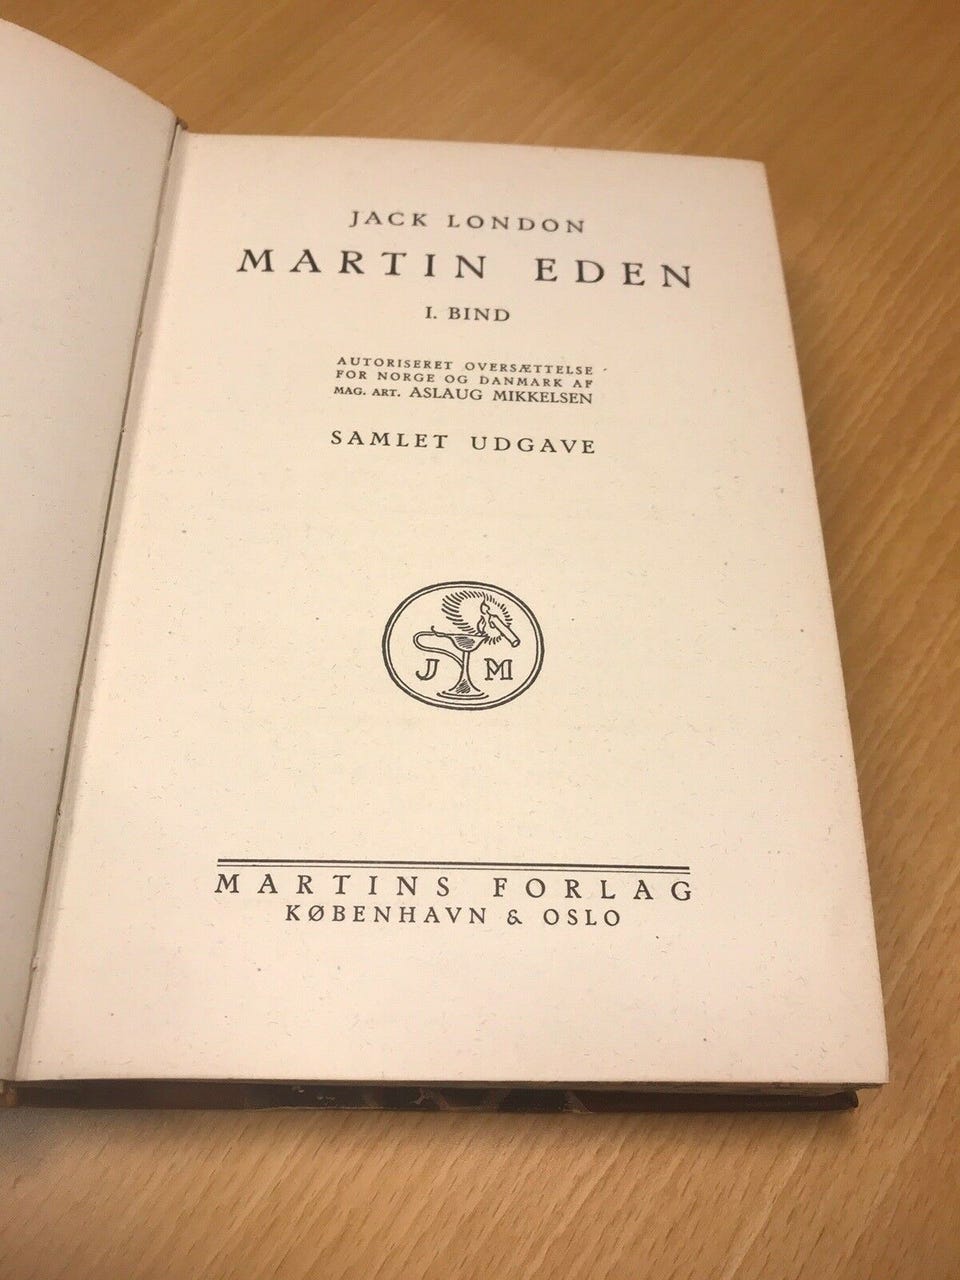 JACK LONDON
MARTIN EDEN
I. BIND
AUTORISERET OVERSÆTTELSE
FOR NORGE OG DANMARK AF
MAG. ART. ASLAUG MIKKELSEN
SAMLET UDGAVE
J M
MARTINS FORLAG
KØBENHAVN & OSLO